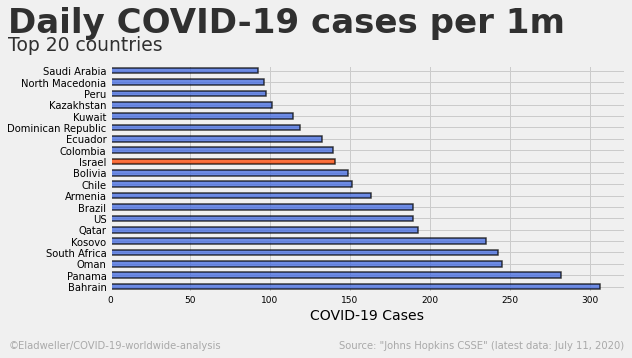 Daily COVID-19 cases per 1m
Top 20 countries
Saudi Arabia
North Macedonia
Peru
Kazakhstan
Kuwait
Dominican Republic
Ecuador
Colombia
Israel
Bolivia
Chile
Armenia
Brazil
US
Qatar
Kosovo
South Africa
Oman
Panama
Bahrain
0 50 100 150 200 250 300
COVID-19 Cases
©Eladweller/COVID-19-worldwide-analysis Source: "Johns Hopkins CSSE" (latest data: July 11, 2020)